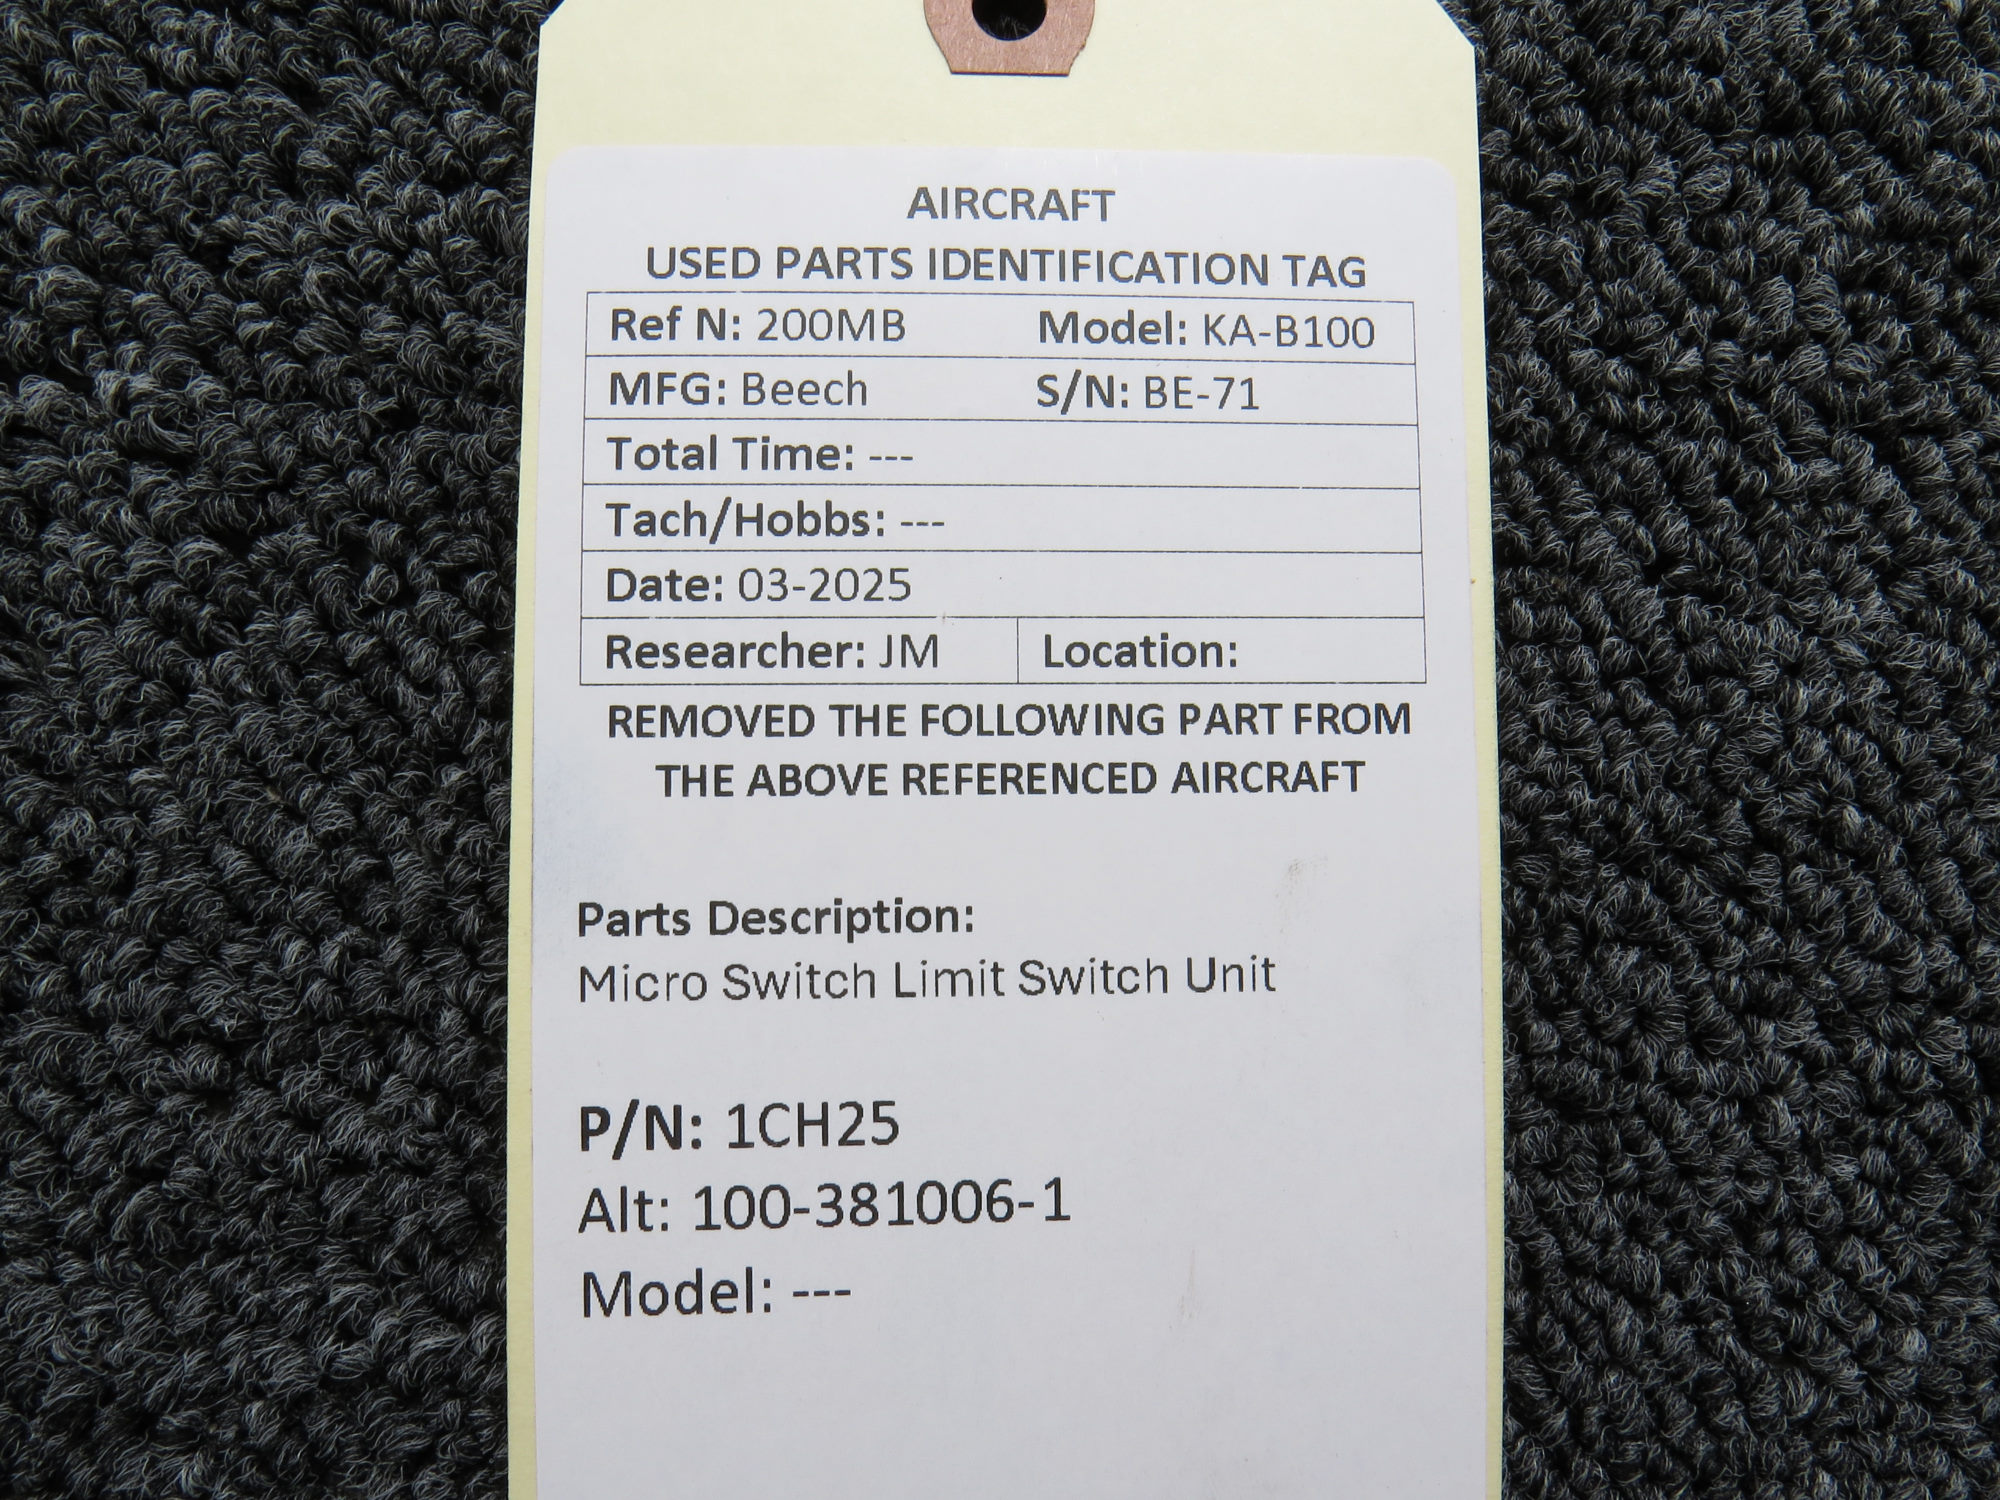 AIRCRAFT
USED PARTS IDENTIFICATION TAG
Ref N: 200MB Model: KA-B100
MFG: Beech S/N: BE-71
Total Time: ---
Tach/Hobbs: ---
Date: 03-2025
Researcher: JM Location:
REMOVED THE FOLLOWING PART FROM
THE ABOVE REFERENCED AIRCRAFT
Parts Description:
Micro Switch Limit Switch Unit
P/N: 1CH25
Alt: 100-381006-1
Model: ---